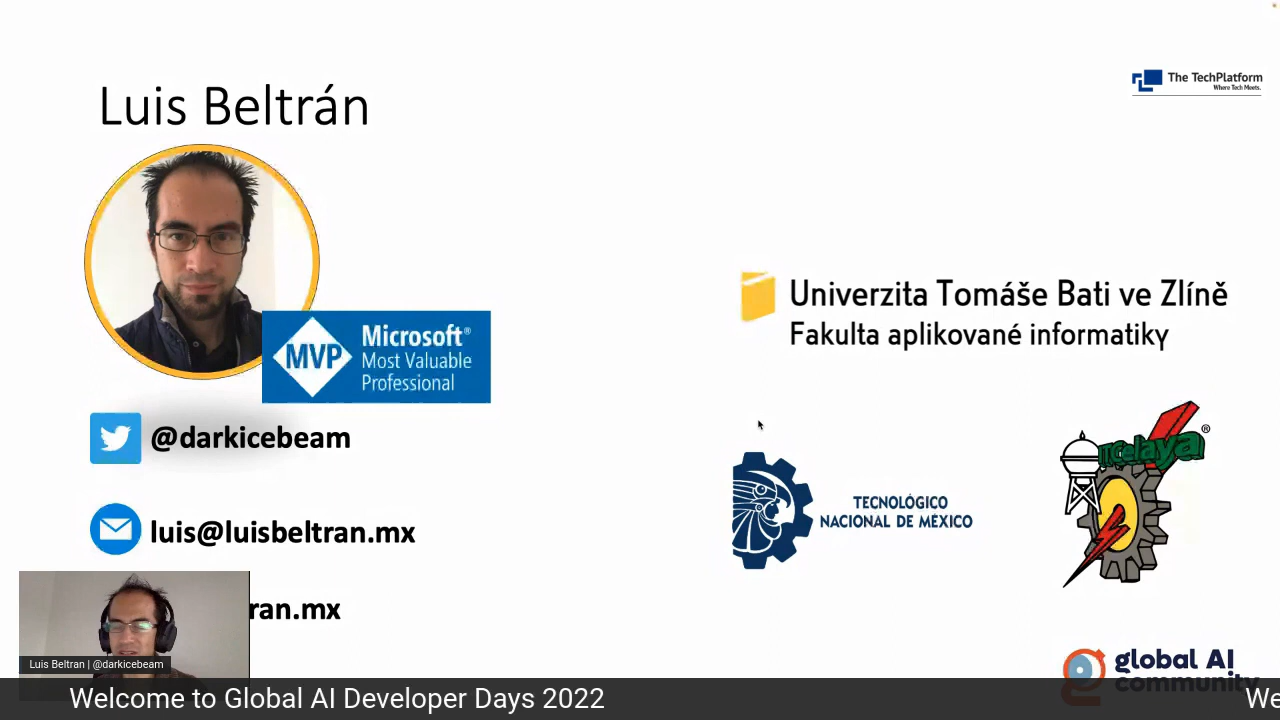 Luis Beltrán
The TechPlatform
Where Tech Meets.
MVP
Microsoft®
Most Valuable
Professional
Univerzita Tomáše Bati ve Zlíně
Fakulta aplikované informatiky
@darkicebeam
ITCelaya®
TECNOLÓGICO
NACIONAL DE MÉXICO
luis@luisbeltran.mx
ran.mx
Luis Beltran | @darkicebeam
global AI
community
Welcome to Global AI Developer Days 2022
We